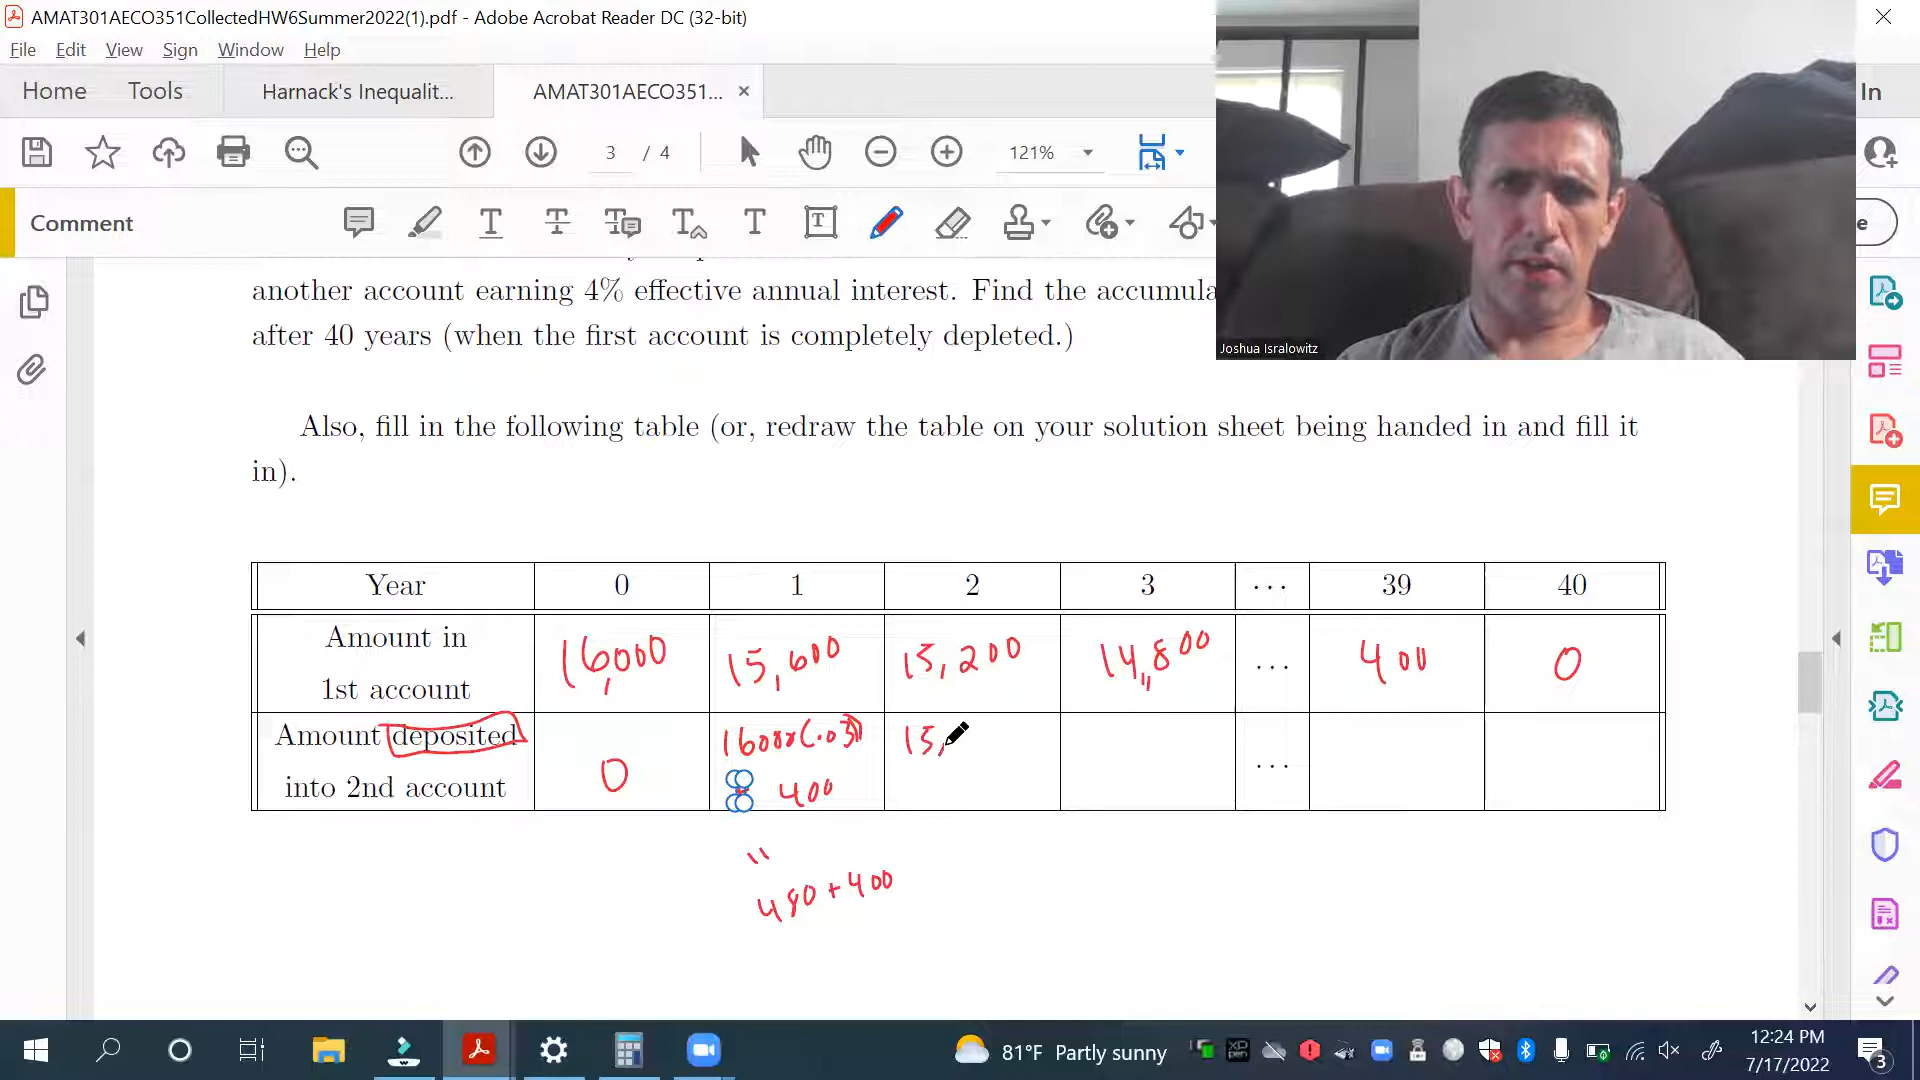 AMAT301AECO351CollectedHW6Summer2022(1).pdf - Adobe Acrobat Reader DC (32-bit)
File Edit View Sign Window Help
Home Tools Harnack's Inequalit... AMAT301AECO351... In
3 / 4 121%
Comment e
another account earning 4% effective annual interest. Find the accumula
after 40 years (when the first account is completely depleted.)
Joshua Isralowitz
Also, fill in the following table (or, redraw the table on your solution sheet being handed in and fill it
in).
Year 0 1 2 3 ... 39 40
Amount in
1st account
16,000 15,600 15,200 14,800 ... 400 0
Amount deposited
into 2nd account
0 16000(.03) 15,
400 ...
"
480+400
81°F Partly sunny
12:24 PM
7/17/2022
3